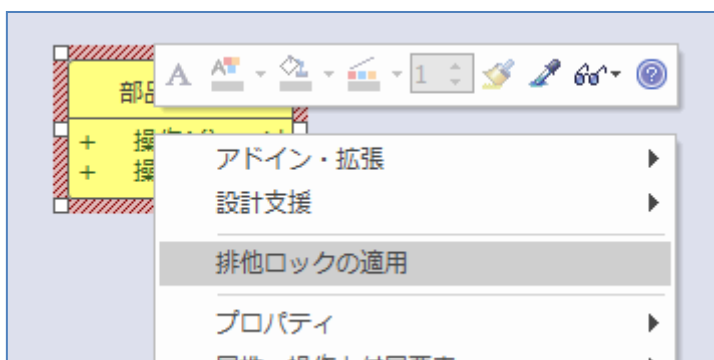 A 1
部
+ 操
+ 操
アドイン・拡張
設計支援
排他ロックの適用
プロパティ